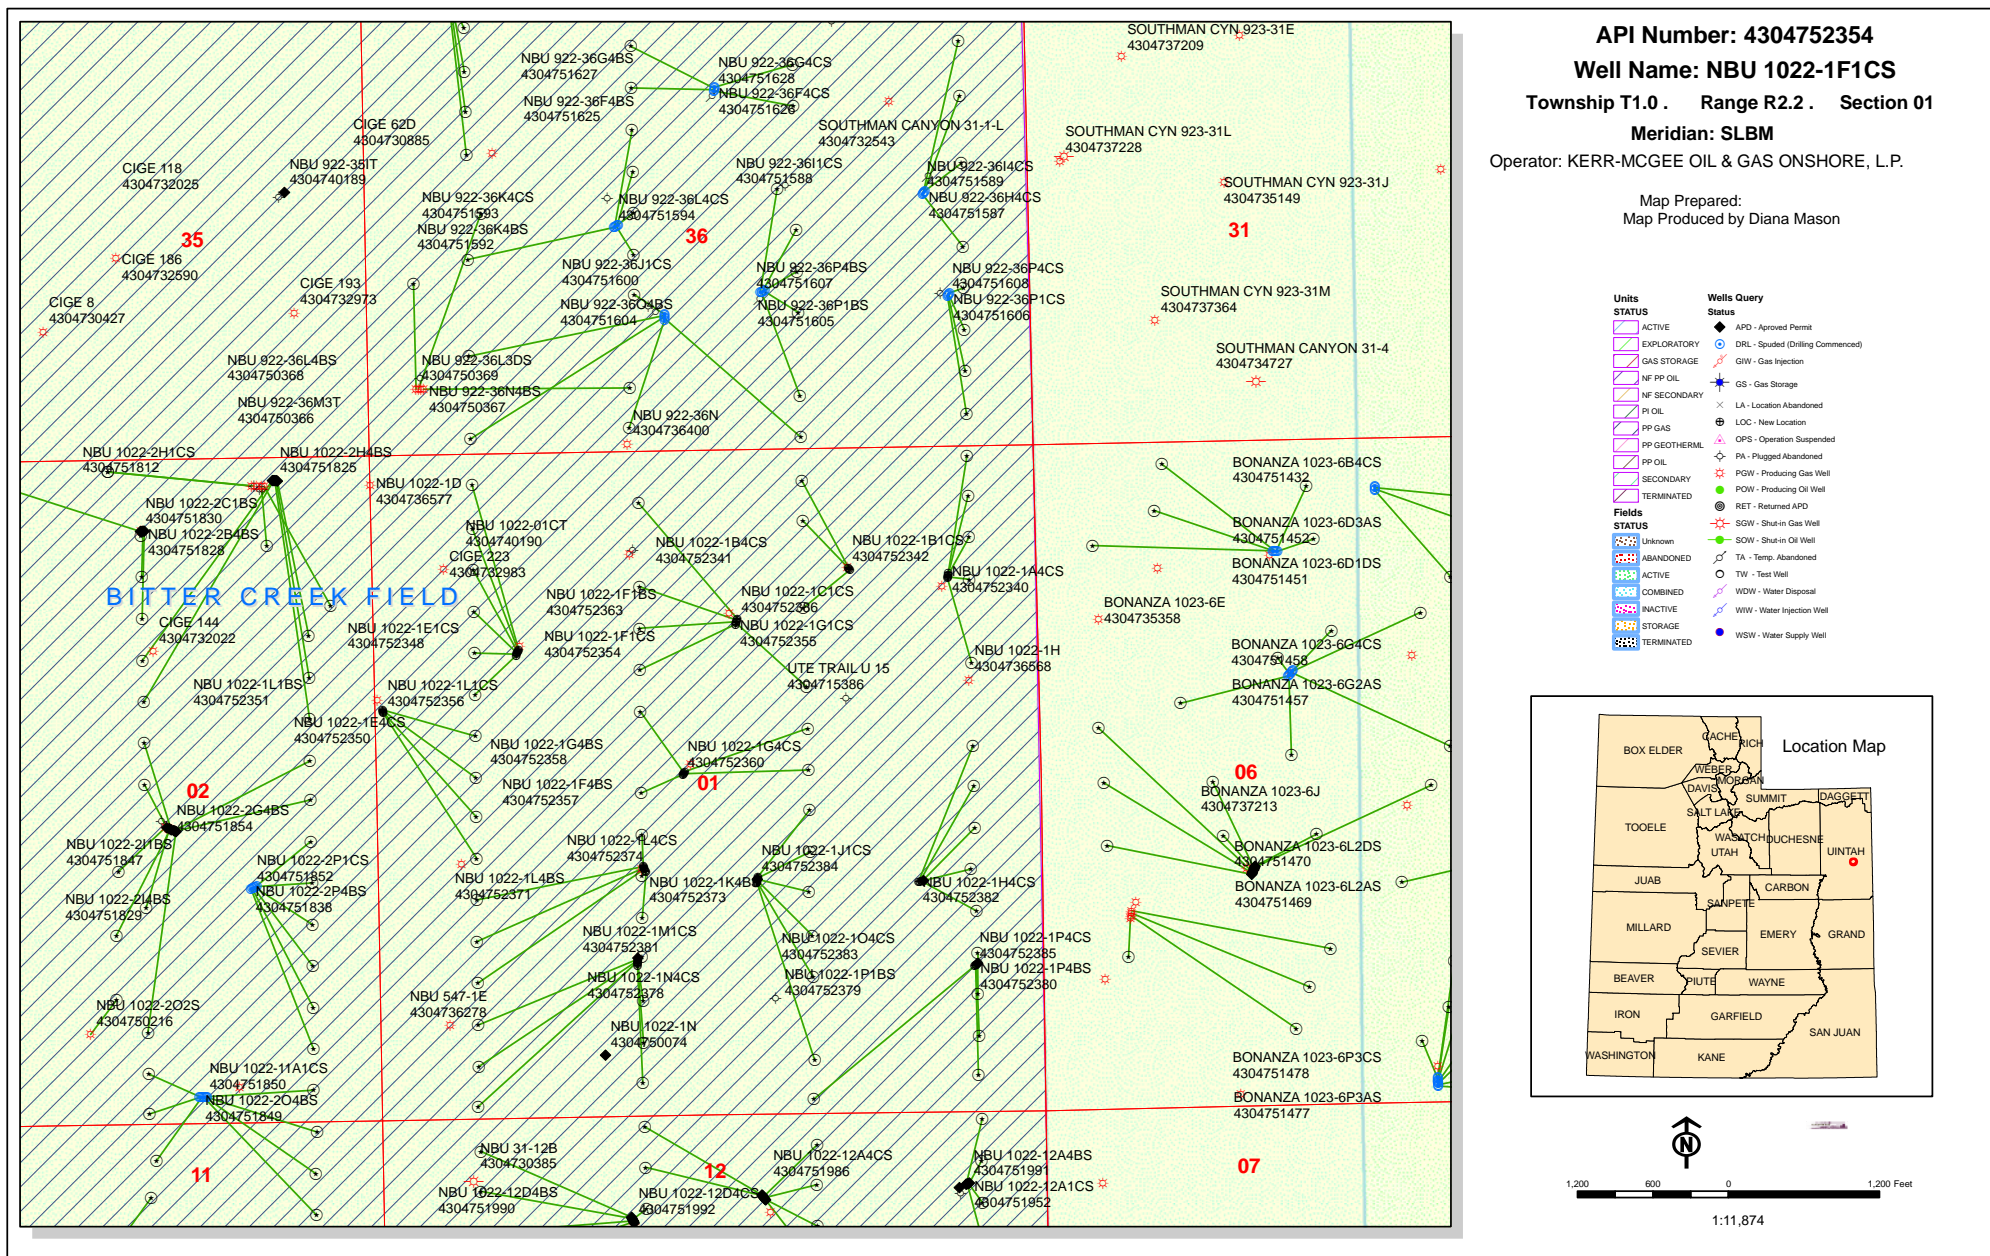 SOUTHMAN CYN 923-31E
4304737209
NBU 922-36G4BS
4304751627
NBU 922-36G4CS
4304751628
NBU 922-36F4CS
4304751626
NBU 922-36F4BS
4304751625
CIGE 62D
4304730885
SOUTHMAN CANYON 31-1-L
4304732543
SOUTHMAN CYN 923-31L
4304737228
CIGE 118
4304732025
NBU 922-35IT
4304740189
NBU 922-36I1CS
4304751588
NBU 922-36I4CS
4304751589
NBU 922-36H4CS
4304751587
SOUTHMAN CYN 923-31J
4304735149
NBU 922-36K4CS
4304751593
NBU 922-36L4CS
4304751594
NBU 922-36K4BS
4304751592
35
36
31
CIGE 186
4304732590
NBU 922-36J1CS
4304751600
NBU 922-36P4BS
4304751607
NBU 922-36P4CS
4304751608
CIGE 193
4304732973
CIGE 8
4304730427
NBU 922-36O4BS
4304751604
NBU 922-36P1BS
4304751605
NBU 922-36P1CS
4304751606
SOUTHMAN CYN 923-31M
4304737364
SOUTHMAN CANYON 31-4
4304734727
NBU 922-36L4BS
4304750368
NBU 922-36L3DS
4304750369
NBU 922-36N4BS
4304750367
NBU 922-36M3T
4304750366
NBU 922-36N
4304736400
NBU 1022-2H1CS
4304751812
NBU 1022-2H4BS
4304751825
NBU 1022-1D
4304736577
BONANZA 1023-6B4CS
4304751432
NBU 1022-2C1BS
4304751830
NBU 1022-2B4BS
4304751828
NBU 1022-01CT
4304740190
CIGE 223
4304732983
NBU 1022-1B4CS
4304752341
NBU 1022-1B1CS
4304752342
NBU 1022-1A4CS
4304752340
BONANZA 1023-6D3AS
4304751452
BONANZA 1023-6D1DS
4304751451
BITTER CREEK FIELD
NBU 1022-1F1BS
4304752363
NBU 1022-1C1CS
4304752366
BONANZA 1023-6E
4304735358
CIGE 144
4304732022
NBU 1022-1E1CS
4304752348
NBU 1022-1F1CS
4304752354
NBU 1022-1G1CS
4304752355
NBU 1022-1H
4304736568
BONANZA 1023-6G4CS
4304751458
UTE TRAIL U 15
4304715386
NBU 1022-1L1BS
4304752351
NBU 1022-1L1CS
4304752356
BONANZA 1023-6G2AS
4304751457
NBU 1022-1E4CS
4304752350
NBU 1022-1G4BS
4304752358
NBU 1022-1G4CS
4304752360
NBU 1022-1F4BS
4304752357
02
01
06
BONANZA 1023-6J
4304737213
NBU 1022-2G4BS
4304751854
NBU 1022-2I1BS
4304751847
NBU 1022-2P1CS
4304751852
NBU 1022-2P4BS
4304751838
NBU 1022-2I4BS
4304751829
NBU 1022-1L4CS
4304752374
NBU 1022-1J1CS
4304752384
NBU 1022-1L4BS
4304752371
NBU 1022-1K4BS
4304752373
NBU 1022-1H4CS
4304752382
BONANZA 1023-6L2DS
4304751470
BONANZA 1023-6L2AS
4304751469
NBU 1022-1M1CS
4304752381
NBU 1022-1O4CS
4304752383
NBU 1022-1P4CS
4304752385
NBU 1022-1N4CS
4304752378
NBU 1022-1P1BS
4304752379
NBU 1022-1P4BS
4304752380
NBU 1022-2O2S
4304750216
NBU 547-1E
4304736278
NBU 1022-1N
4304750074
NBU 1022-11A1CS
4304751850
NBU 1022-2O4BS
4304751849
BONANZA 1023-6P3CS
4304751478
BONANZA 1023-6P3AS
4304751477
NBU 31-12B
4304730385
NBU 1022-12A4CS
4304751986
NBU 1022-12A4BS
4304751991
11
12
07
NBU 1022-12D4BS
4304751990
NBU 1022-12D4CS
4304751992
NBU 1022-12A1CS
4304751952
API Number: 4304752354
Well Name: NBU 1022-1F1CS
Township T1.0 . Range R2.2 . Section 01
Meridian: SLBM
Operator: KERR-MCGEE OIL & GAS ONSHORE, L.P.
Map Prepared:
Map Produced by Diana Mason
Units
STATUS
ACTIVE
EXPLORATORY
GAS STORAGE
NF PP OIL
NF SECONDARY
PI OIL
PP GAS
PP GEOTHERML
PP OIL
SECONDARY
TERMINATED
Fields
STATUS
Unknown
ABANDONED
ACTIVE
COMBINED
INACTIVE
STORAGE
TERMINATED
Wells Query
Status
APD - Aproved Permit
DRL - Spuded (Drilling Commenced)
GIW - Gas Injection
GS - Gas Storage
LA - Location Abandoned
LOC - New Location
OPS - Operation Suspended
PA - Plugged Abandoned
PGW - Producing Gas Well
POW - Producing Oil Well
RET - Returned APD
SGW - Shut-in Gas Well
SOW - Shut-in Oil Well
TA - Temp. Abandoned
TW - Test Well
WDW - Water Disposal
WIW - Water Injection Well
WSW - Water Supply Well
Location Map
BOX ELDER
CACHE
RICH
WEBER
MORGAN
DAVIS
SUMMIT
DAGGETT
SALT LAKE
TOOELE
WASATCH
DUCHESNE
UTAH
UINTAH
JUAB
CARBON
SANPETE
MILLARD
EMERY
GRAND
SEVIER
BEAVER
PIUTE
WAYNE
IRON
GARFIELD
SAN JUAN
WASHINGTON
KANE
N
1,200 600 0 1,200 Feet
1:11,874